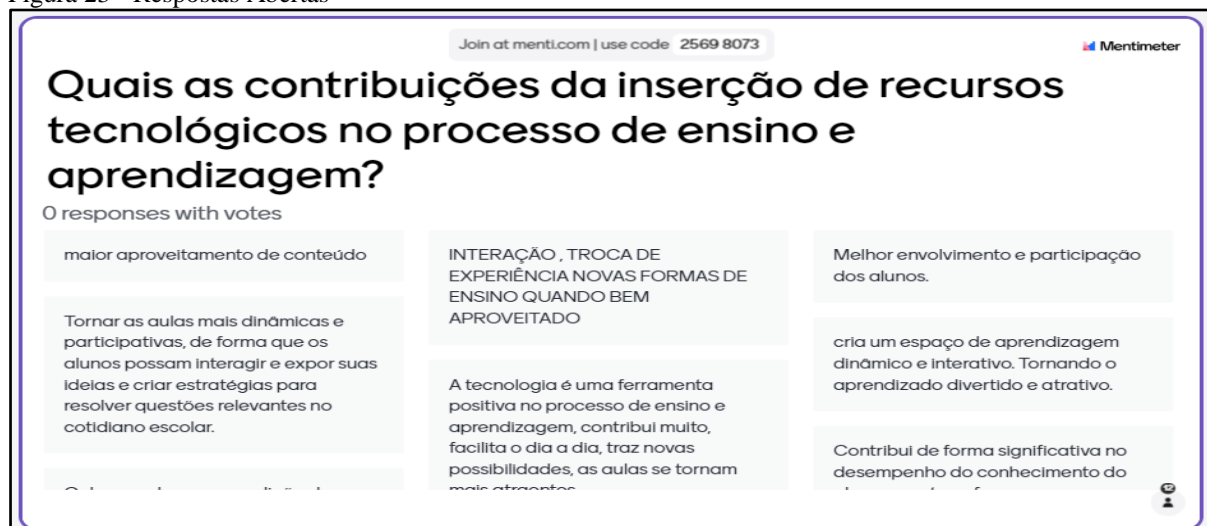 Join at menti.com | use code 2569 8073
Mentimeter
Quais as contribuições da inserção de recursos
tecnológicos no processo de ensino e
aprendizagem?
0 responses with votes
maior aproveitamento de conteúdo
Tornar as aulas mais dinâmicas e
participativas, de forma que os
alunos possam interagir e expor suas
ideias e criar estratégias para
resolver questões relevantes no
cotidiano escolar.
INTERAÇÃO , TROCA DE
EXPERIÊNCIA NOVAS FORMAS DE
ENSINO QUANDO BEM
APROVEITADO
A tecnologia é uma ferramenta
positiva no processo de ensino e
aprendizagem, contribui muito,
facilita o dia a dia, traz novas
possibilidades, as aulas se tornam
mais atraentes
Melhor envolvimento e participação
dos alunos.
cria um espaço de aprendizagem
dinâmico e interativo. Tornando o
aprendizado divertido e atrativo.
Contribui de forma significativa no
desempenho do conhecimento do